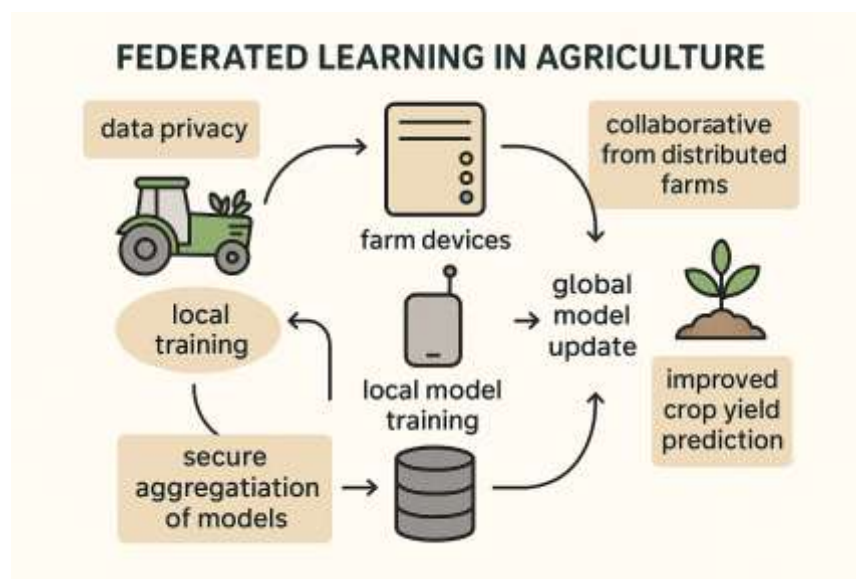 FEDERATED LEARNING IN AGRICULTURE
data privacy
farm devices
collaborsative
from distributed
farms
local
training
local model
training
global
model
update
improved
crop yield
prediction
secure
aggregatiation
of models